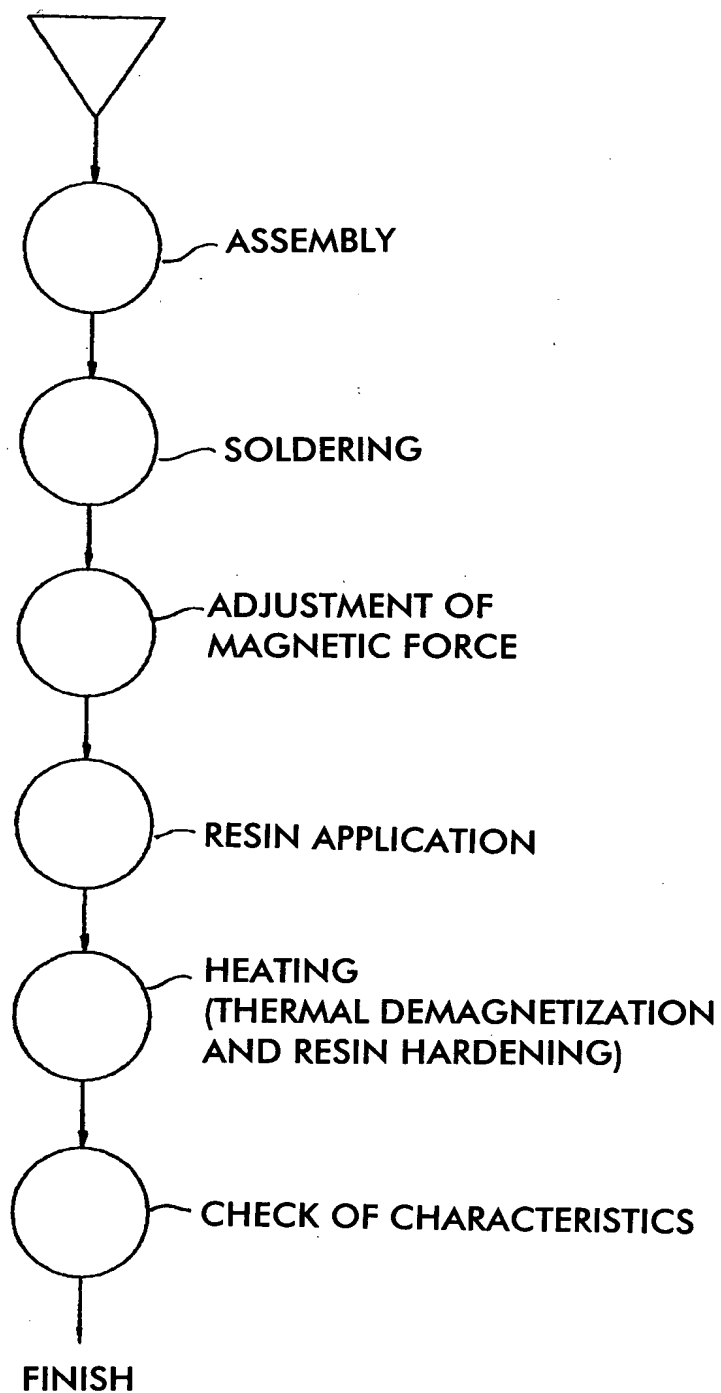 ASSEMBLY
SOLDERING
ADJUSTMENT OF
MAGNETIC FORCE
RESIN APPLICATION
HEATING
(THERMAL DEMAGNETIZATION
AND RESIN HARDENING)
CHECK OF CHARACTERISTICS
FINISH